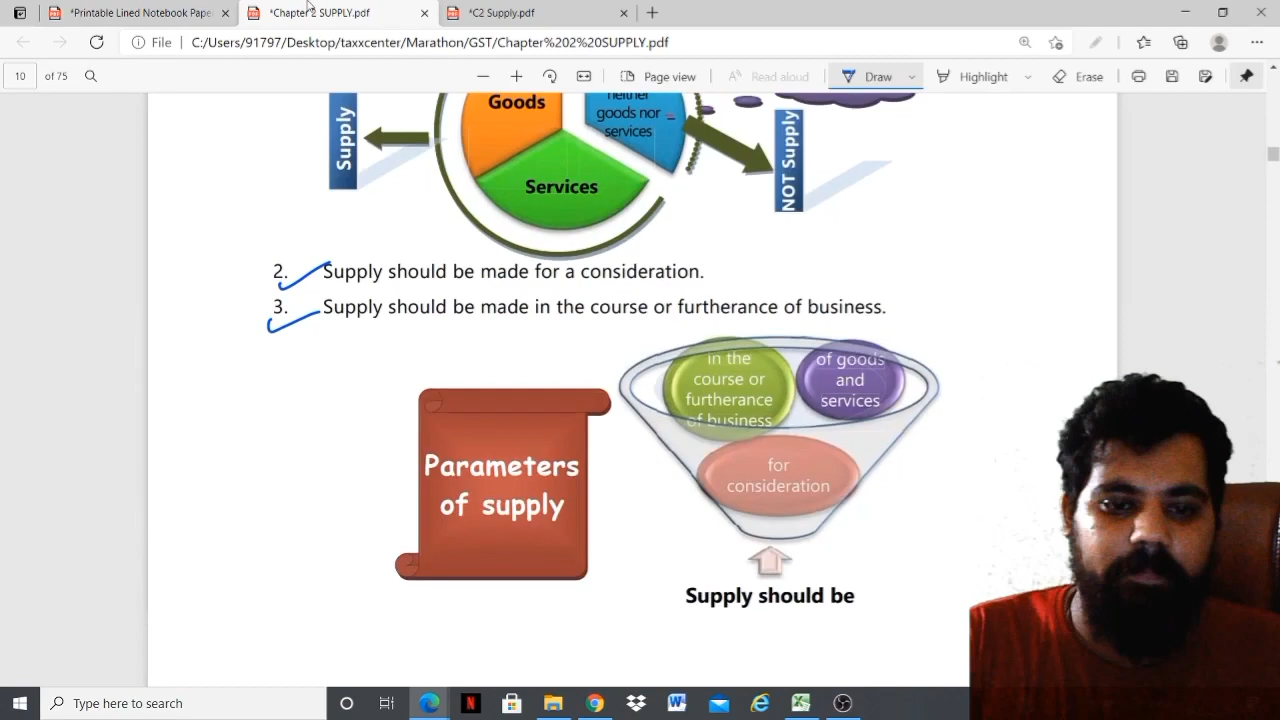 *Printable Lined Notebook Pape
*Chapter 2 SUPPLY.pdf
*C2 Supply.pdf
File
C:/Users/91797/Desktop/taxxcenter/Marathon/GST/Chapter%202%20SUPPLY.pdf
10 of 75
Page view
Read aloud
Draw
Highlight
Erase
Supply
Goods
neither
goods nor
services
Services
NOT Supply
2. Supply should be made for a consideration.
3. Supply should be made in the course or furtherance of business.
Parameters
of supply
in the
course or
furtherance
of business
of goods
and
services
for
consideration
Supply should be
Type here to search